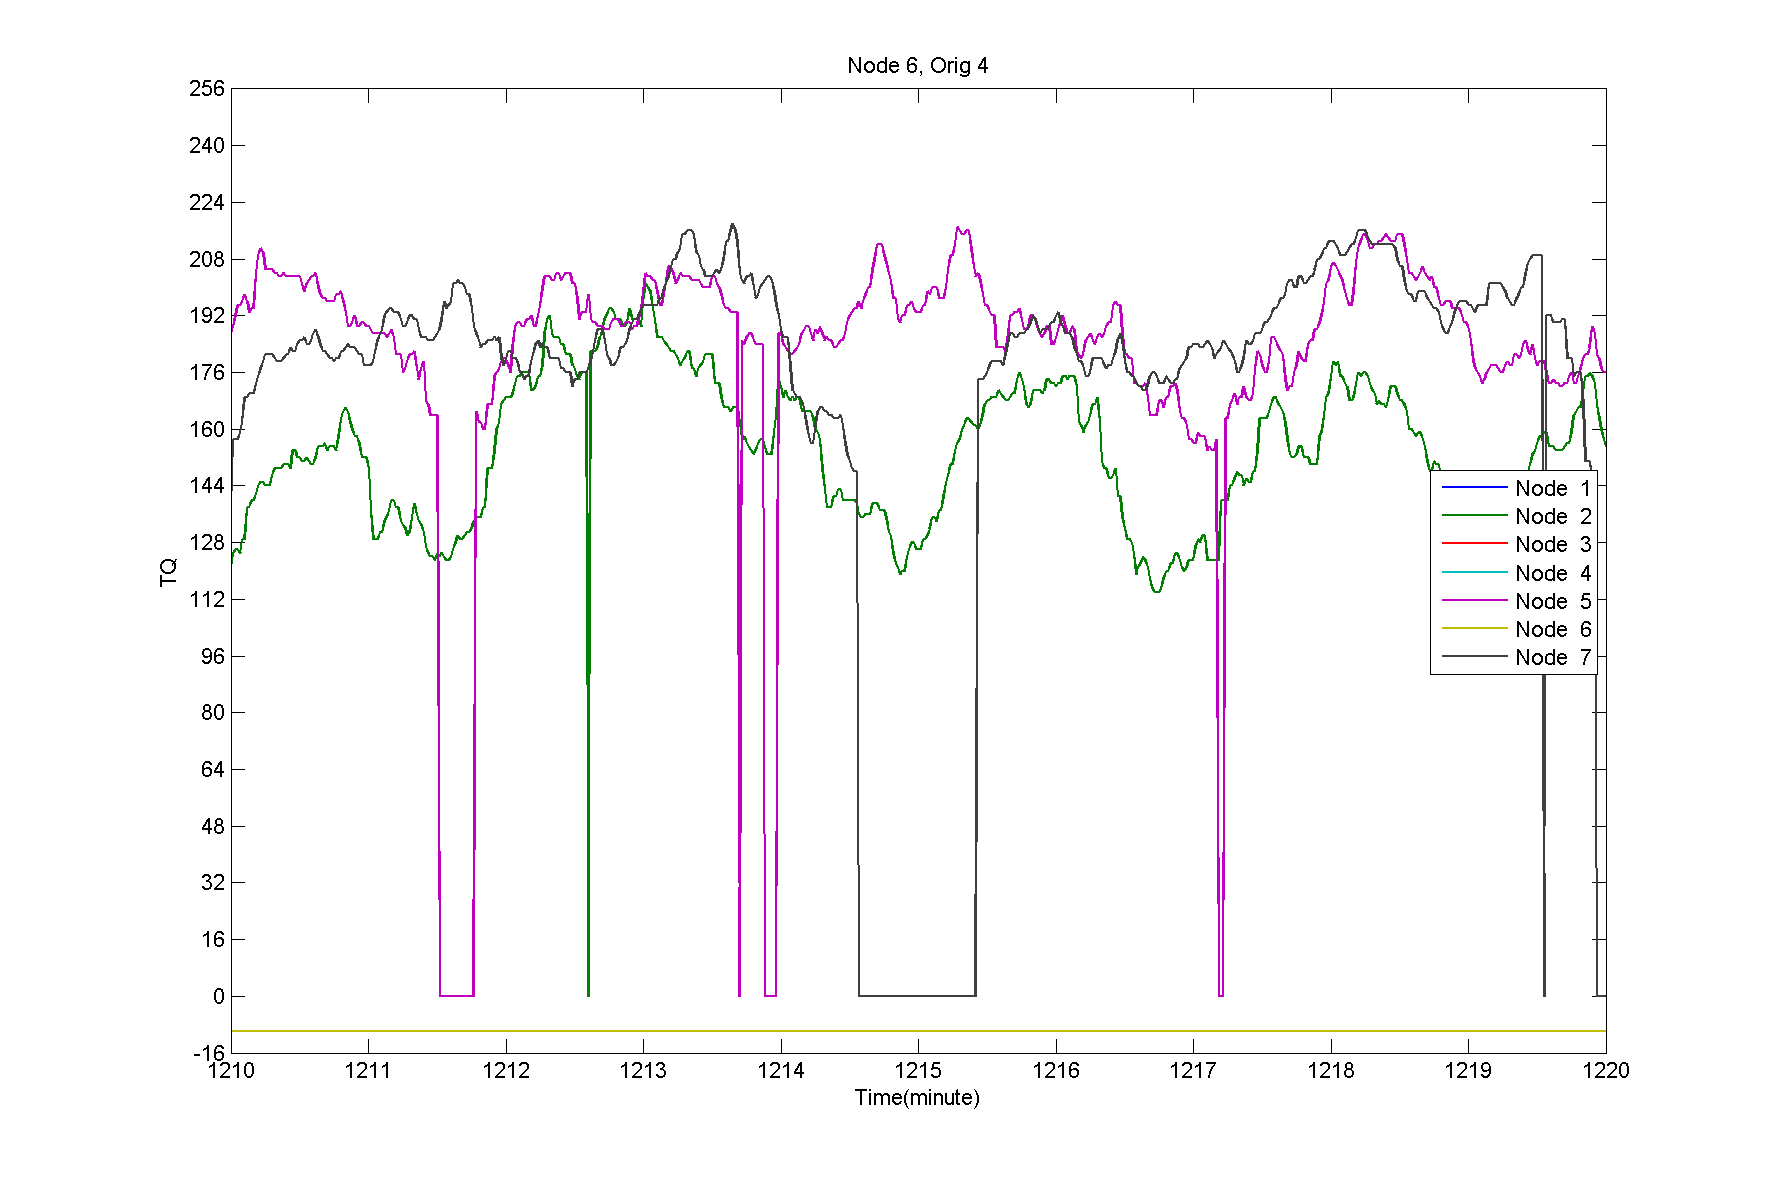 Node 6, Orig 4
256
240
224
208
192
176
160
144
128
112
96
80
64
48
32
16
0
-16
TQ
Node 1
Node 2
Node 3
Node 4
Node 5
Node 6
Node 7
1210 1211 1212 1213 1214 1215 1216 1217 1218 1219 1220
Time(minute)